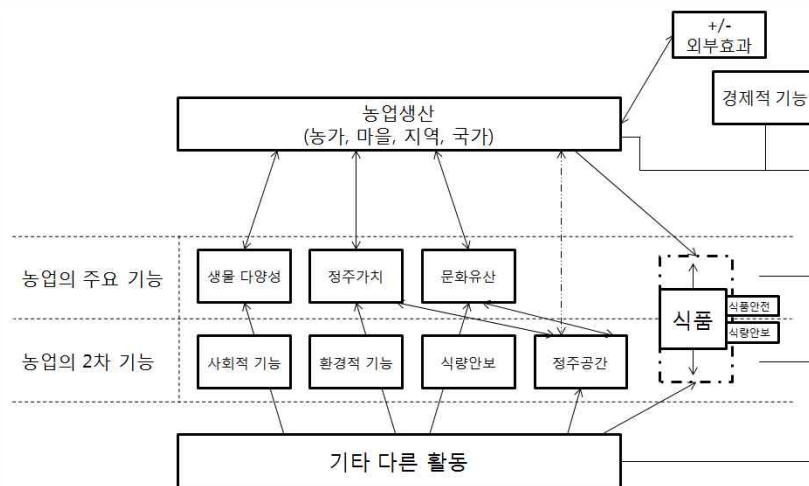 +/-
외부효과
경제적 기능
농업생산
(농가, 마을, 지역, 국가)
농업의 주요 기능
생물 다양성
정주가치
문화유산
식품
식품안전
식량안보
농업의 2차 기능
사회적 기능
환경적 기능
식량안보
정주공간
기타 다른 활동